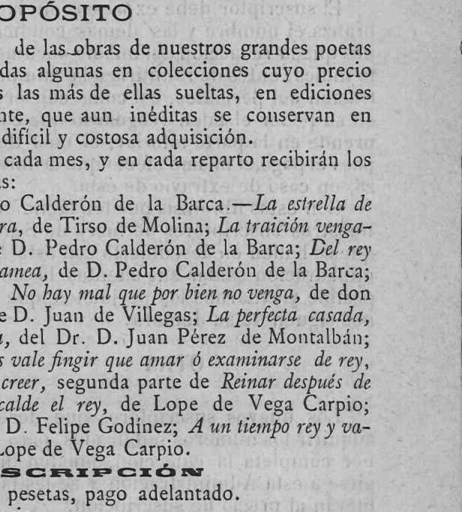 OPÓSITO
de las obras de nuestros grandes poetas
das algunas en colecciones cuyo precio
s las más de ellas sueltas, en ediciones
nte, que aun inéditas se conservan en
difícil y costosa adquisición.
cada mes, y en cada reparto recibirán los
s:
o Calderón de la Barca.—La estrella de
ra, de Tirso de Molina; La traición venga-
e D. Pedro Calderón de la Barca; Del rey
amea, de D. Pedro Calderón de la Barca;
No hay mal que por bien no venga, de don
e D. Juan de Villegas; La perfecta casada,
a, del Dr. D. Juan Pérez de Montalbán;
s vale fingir que amar ó examinarse de rey,
creer, segunda parte de Reinar después de
calde el rey, de Lope de Vega Carpio;
D. Felipe Godínez; A un tiempo rey y va-
Lope de Vega Carpio.
SCRIPCIÓN
pesetas, pago adelantado.